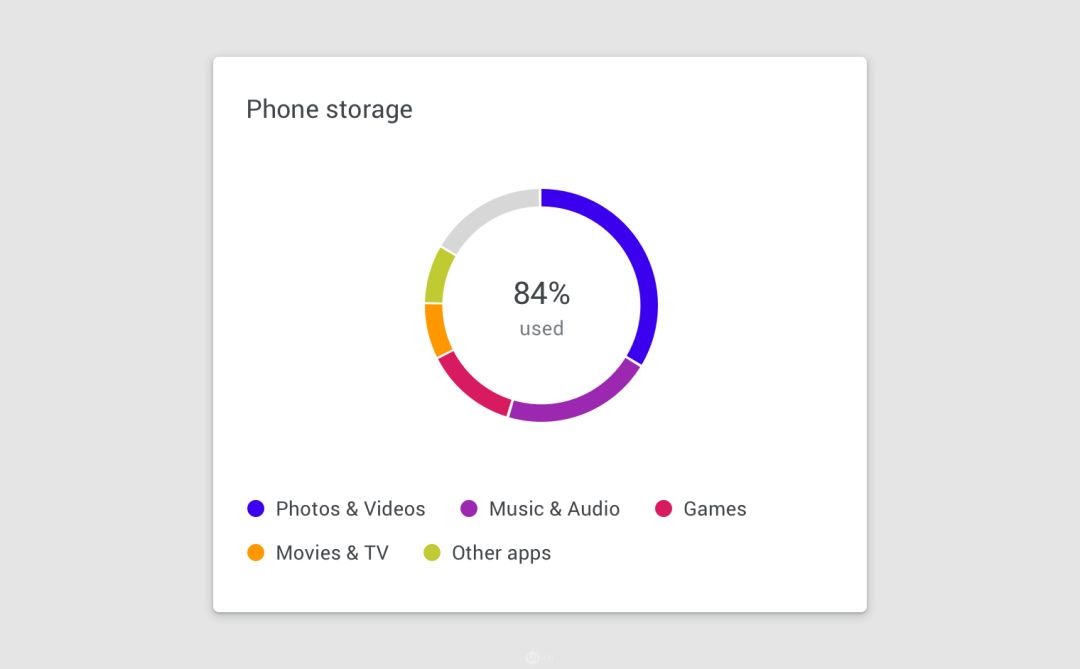 Phone storage
84%
used
Photos & Videos Music & Audio Games
Movies & TV Other apps